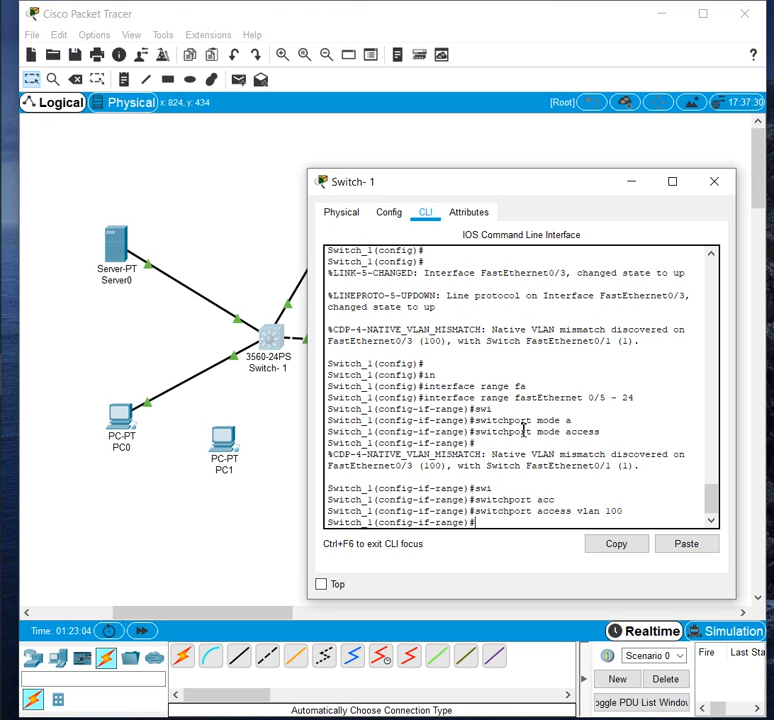 Cisco Packet Tracer
File Edit Options View Tools Extensions Help
?
Logical Physical x: 824, y: 434 [Root] 17:37:30
Switch- 1
Physical Config CLI Attributes
IOS Command Line Interface
Switch_1(config)#
Switch_1(config)#
%LINK-5-CHANGED: Interface FastEthernet0/3, changed state to up
%LINEPROTO-5-UPDOWN: Line protocol on Interface FastEthernet0/3,
changed state to up
%CDP-4-NATIVE_VLAN_MISMATCH: Native VLAN mismatch discovered on
FastEthernet0/3 (100), with Switch FastEthernet0/1 (1).
Switch_1(config)#
Switch_1(config)#in
Switch_1(config)#interface range fa
Switch_1(config)#interface range fastEthernet 0/5 - 24
Switch_1(config-if-range)#swi
Switch_1(config-if-range)#switchport mode a
Switch_1(config-if-range)#switchport mode access
Switch_1(config-if-range)#
%CDP-4-NATIVE_VLAN_MISMATCH: Native VLAN mismatch discovered on
FastEthernet0/3 (100), with Switch FastEthernet0/1 (1).
Switch_1(config-if-range)#swi
Switch_1(config-if-range)#switchport acc
Switch_1(config-if-range)#switchport access vlan 100
Switch_1(config-if-range)#
Ctrl+F6 to exit CLI focus
Copy
Paste
Top
Server-PT
Server0
3560-24PS
Switch- 1
PC-PT
PC0
PC-PT
PC1
Time: 01:23:04 Realtime Simulation
Scenario 0 Fire Last Sta
New Delete
oggle PDU List Window
Automatically Choose Connection Type